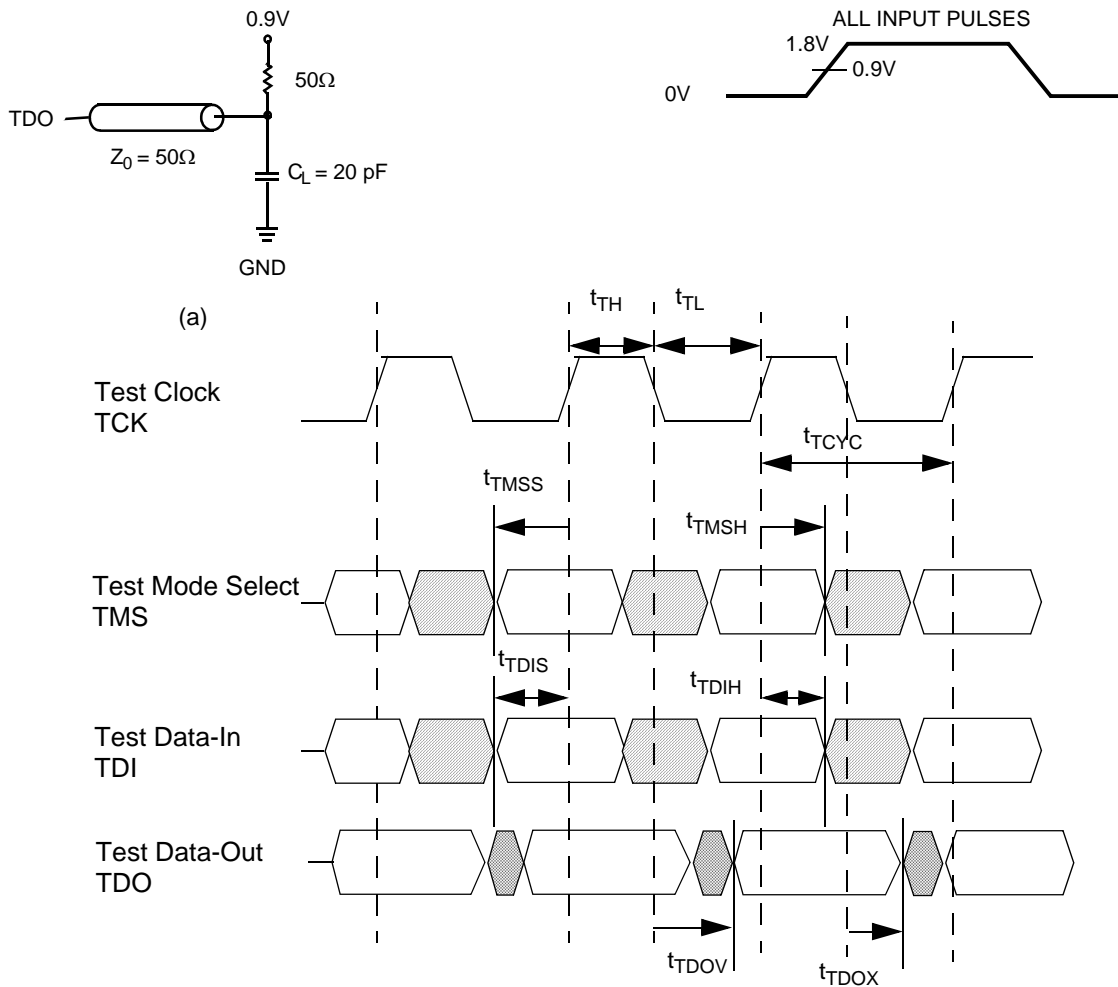 0.9V
50Ω
TDO
Z0 = 50Ω
CL = 20 pF
GND
(a)
ALL INPUT PULSES
1.8V
0.9V
0V
tTH
tTL
Test Clock
TCK
tTCYC
tTMSS
tTMSH
Test Mode Select
TMS
tTDIS
tTDIH
Test Data-In
TDI
Test Data-Out
TDO
tTDOV
tTDOX